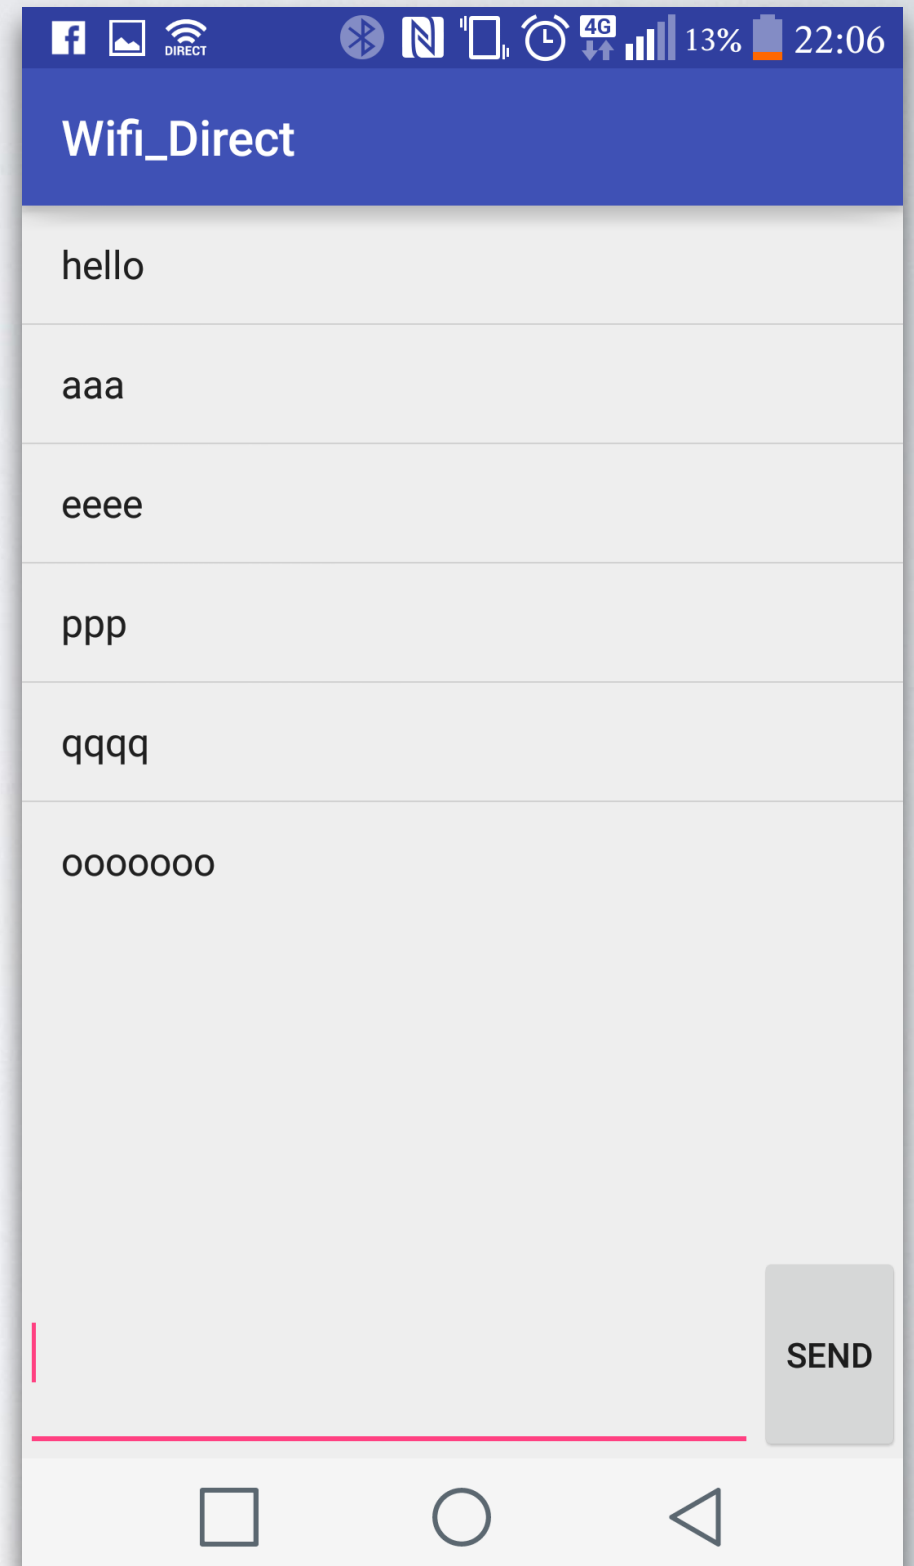 DIRECT 4G 13% 22:06
Wifi_Direct
hello
aaa
eeee
ppp
qqqq
ooooooo
SEND